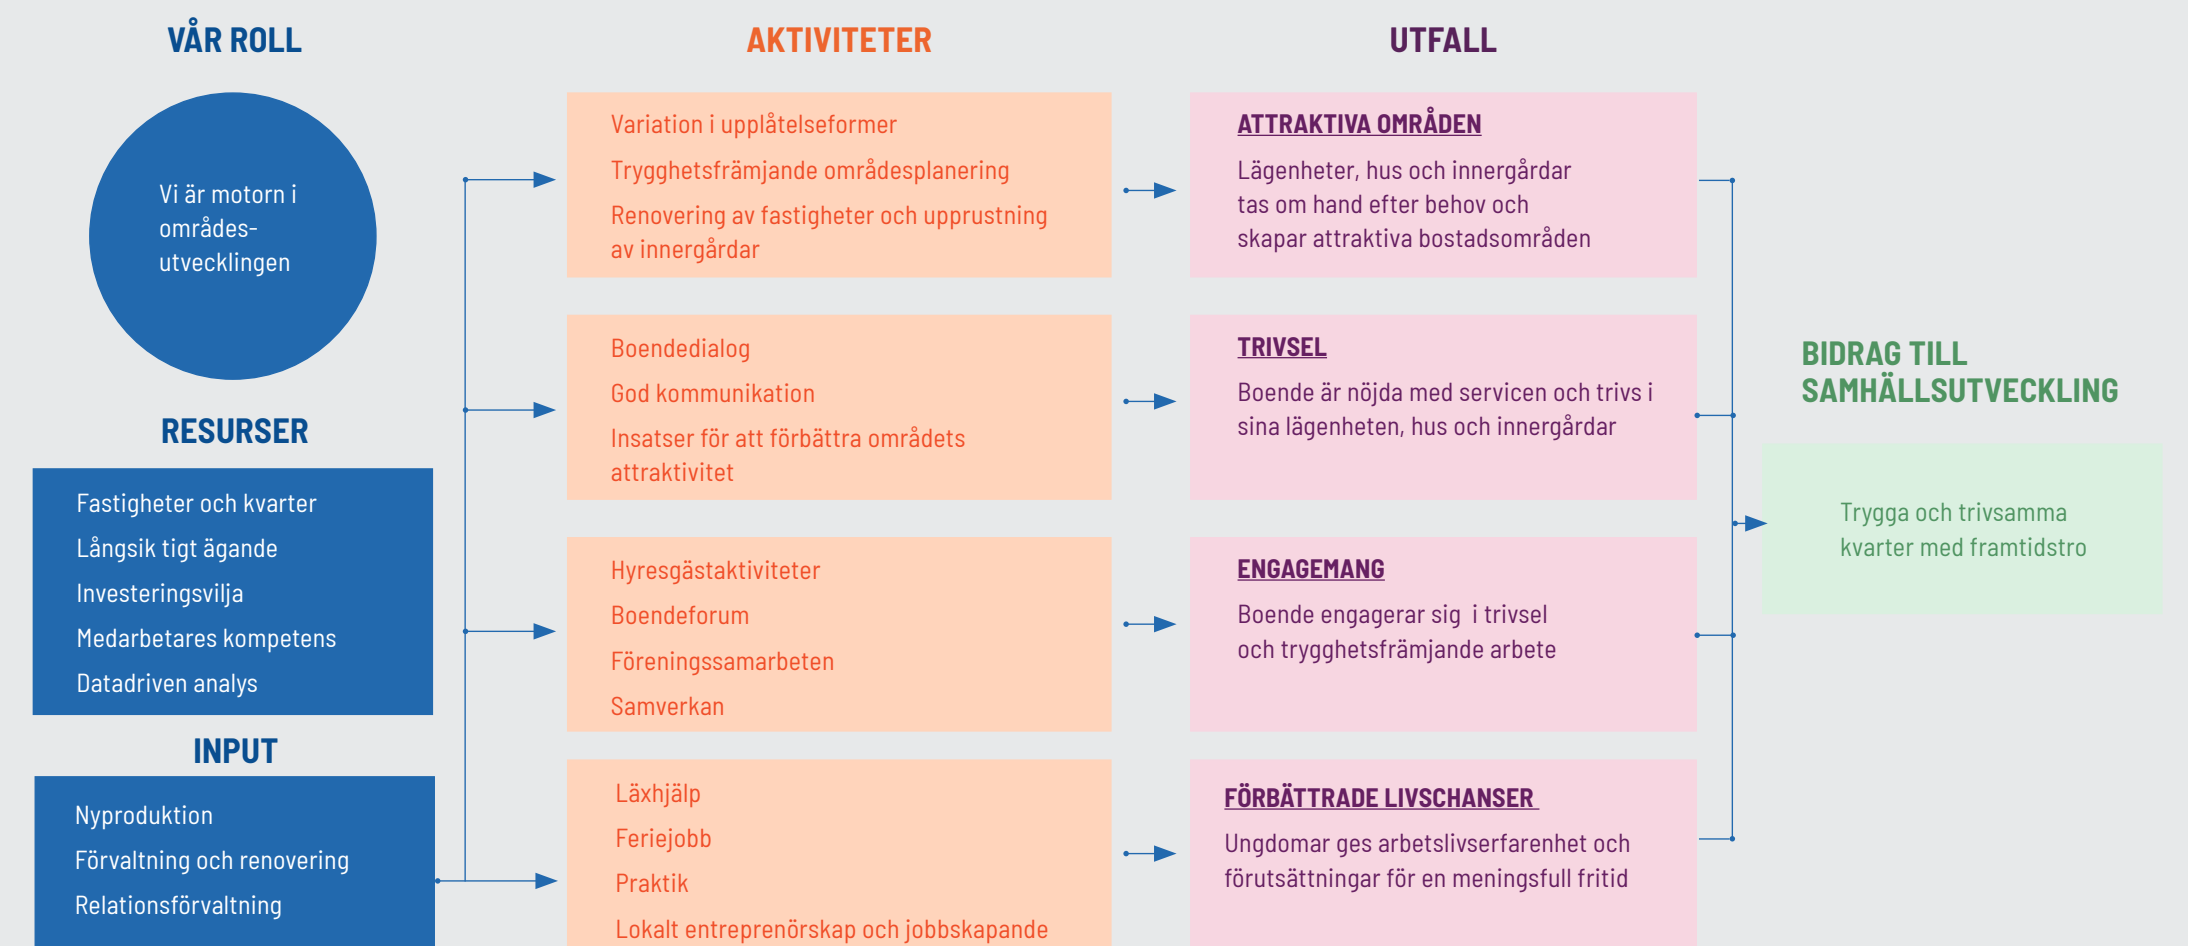 VÅR ROLL
Vi är motorn i
områdes-
utvecklingen
RESURSER
Fastigheter och kvarter
Långsik tigt ägande
Investeringsvilja
Medarbetares kompetens
Datadriven analys
INPUT
Nyproduktion
Förvaltning och renovering
Relationsförvaltning
AKTIVITETER
Variation i upplåtelseformer
Trygghetsfrämjande områdesplanering
Renovering av fastigheter och upprustning
av innergårdar
Boendedialog
God kommunikation
Insatser för att förbättra områdets
attraktivitet
Hyresgästaktiviteter
Boendeforum
Föreningssamarbeten
Samverkan
Läxhjälp
Feriejobb
Praktik
Lokalt entreprenörskap och jobbskapande
UTFALL
ATTRAKTIVA OMRÅDEN
Lägenheter, hus och innergårdar
tas om hand efter behov och
skapar attraktiva bostadsområden
TRIVSEL
Boende är nöjda med servicen och trivs i
sina lägenheten, hus och innergårdar
ENGAGEMANG
Boende engagerar sig  i trivsel
och trygghetsfrämjande arbete
FÖRBÄTTRADE LIVSCHANSER
Ungdomar ges arbetslivserfarenhet och
förutsättningar för en meningsfull fritid
BIDRAG TILL
SAMHÄLLSUTVECKLING
Trygga och trivsamma
kvarter med framtidstro